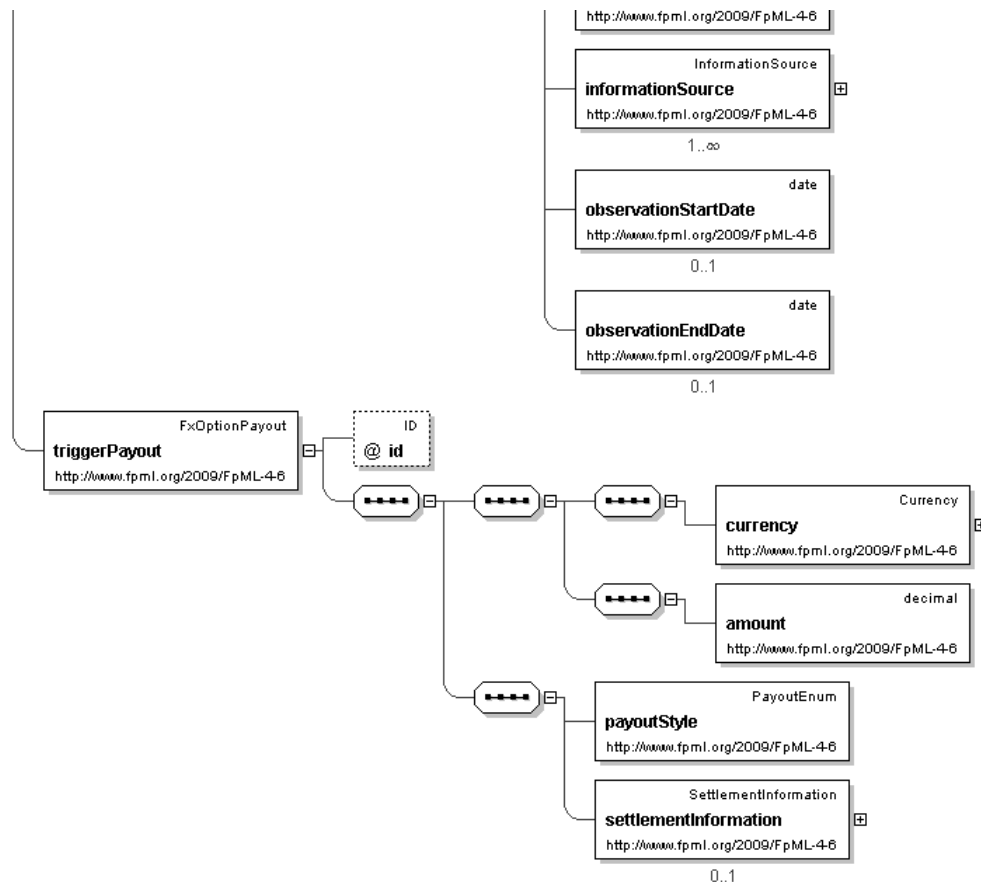 http://www.fpml.org/2009/FpML-4-6
InformationSource
informationSource
http://www.fpml.org/2009/FpML-4-6
1..∞
date
observationStartDate
http://www.fpml.org/2009/FpML-4-6
0..1
date
observationEndDate
http://www.fpml.org/2009/FpML-4-6
0..1
FxOptionPayout
triggerPayout
http://www.fpml.org/2009/FpML-4-6
ID
@ id
Currency
currency
http://www.fpml.org/2009/FpML-4-6
decimal
amount
http://www.fpml.org/2009/FpML-4-6
PayoutEnum
payoutStyle
http://www.fpml.org/2009/FpML-4-6
SettlementInformation
settlementInformation
http://www.fpml.org/2009/FpML-4-6
0..1